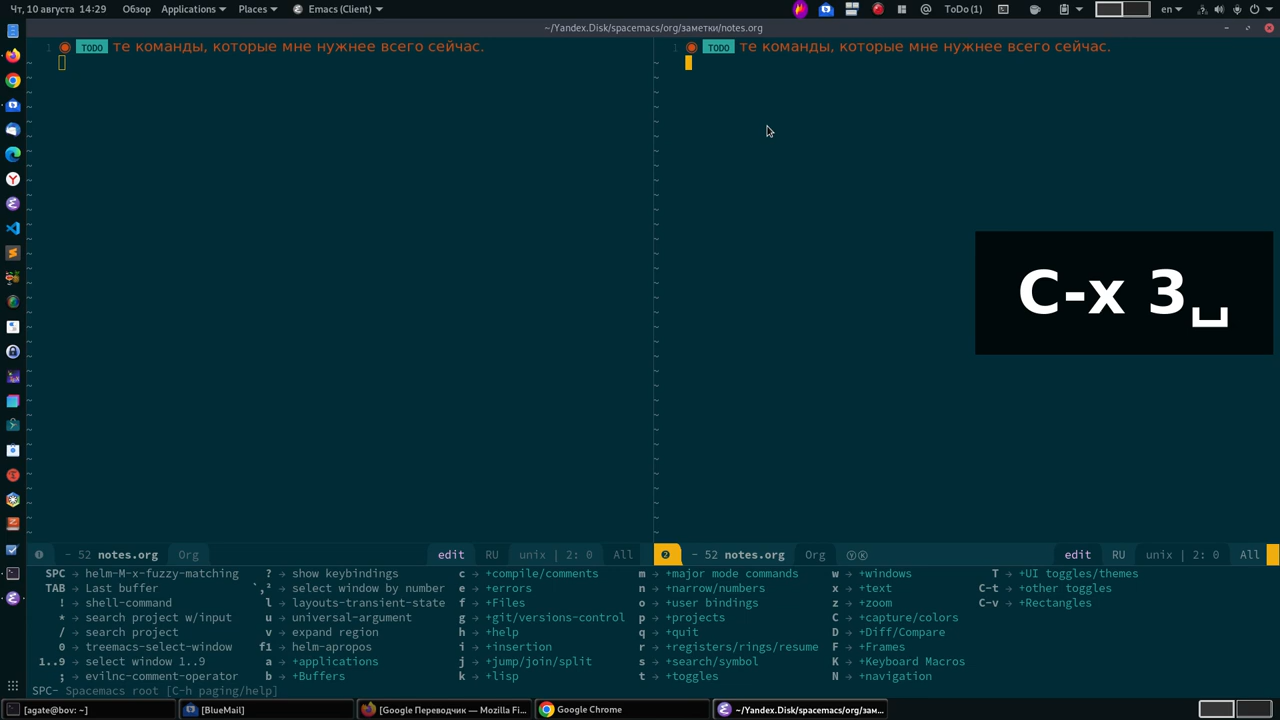 Чт, 10 августа 14:29 Обзор Applications Places Emacs (Client) ToDo (1) en
~/Yandex.Disk/spacemacs/org/заметки/notes.org
1 TODO те команды, которые мне нужнее всего сейчас.
1 TODO те команды, которые мне нужнее всего сейчас.
C-x 3␣
1 - 52 notes.org Org edit RU unix | 2: 0 All
2 - 52 notes.org Org ⓎⓀ edit RU unix | 2: 0 All
SPC → helm-M-x-fuzzy-matching ? → show keybindings c → +compile/comments m → +major mode commands w → +windows T → +UI toggles/themes
TAB → Last buffer `,² → select window by number e → +errors n → +narrow/numbers x → +text C-t → +other toggles
! → shell-command l → layouts-transient-state f → +Files o → +user bindings z → +zoom C-v → +Rectangles
* → search project w/input u → universal-argument g → +git/versions-control p → +projects C → +capture/colors
/ → search project v → expand region h → +help q → +quit D → +Diff/Compare
0 → treemacs-select-window f1 → helm-apropos i → +insertion r → +registers/rings/resume F → +Frames
1..9 → select window 1..9 a → +applications j → +jump/join/split s → +search/symbol K → +Keyboard Macros
; → evilnc-comment-operator b → +Buffers k → +lisp t → +toggles N → +navigation
SPC- Spacemacs root [C-h paging/help]
[agate@bov: ~] [BlueMail] [Google Переводчик — Mozilla Fi... Google Chrome ~/Yandex.Disk/spacemacs/org/зам...